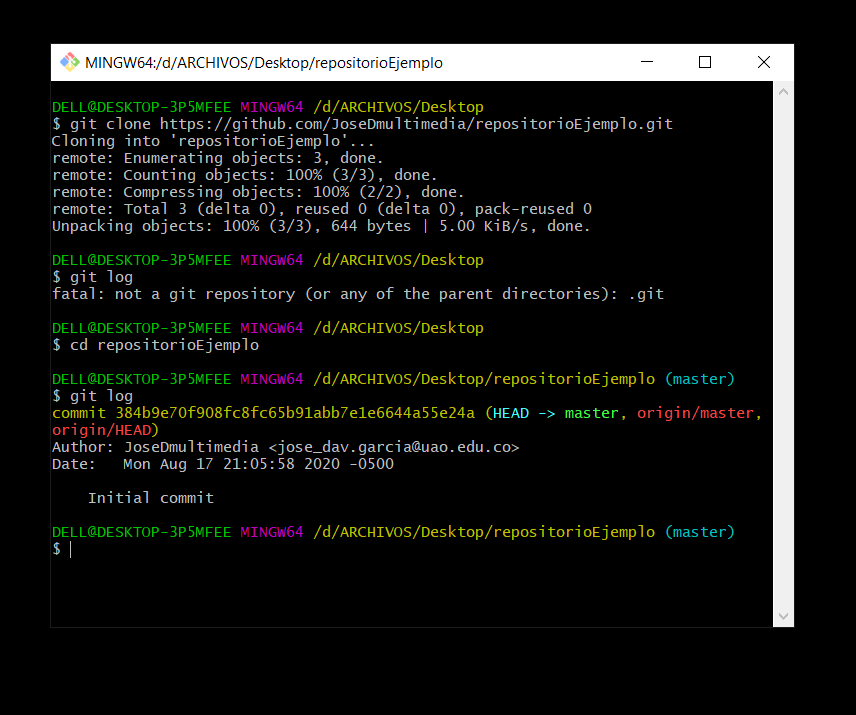 MINGW64:/d/ARCHIVOS/Desktop/repositorioEjemplo
DELL@DESKTOP-3P5MFEE MINGW64 /d/ARCHIVOS/Desktop
$ git clone https://github.com/JoseDmultimedia/repositorioEjemplo.git
Cloning into 'repositorioEjemplo'...
remote: Enumerating objects: 3, done.
remote: Counting objects: 100% (3/3), done.
remote: Compressing objects: 100% (2/2), done.
remote: Total 3 (delta 0), reused 0 (delta 0), pack-reused 0
Unpacking objects: 100% (3/3), 644 bytes | 5.00 KiB/s, done.
DELL@DESKTOP-3P5MFEE MINGW64 /d/ARCHIVOS/Desktop
$ git log
fatal: not a git repository (or any of the parent directories): .git
DELL@DESKTOP-3P5MFEE MINGW64 /d/ARCHIVOS/Desktop
$ cd repositorioEjemplo
DELL@DESKTOP-3P5MFEE MINGW64 /d/ARCHIVOS/Desktop/repositorioEjemplo (master)
$ git log
commit 384b9e70f908fc8fc65b91abb7e1e6644a55e24a (HEAD -> master, origin/master,
origin/HEAD)
Author: JoseDmultimedia <jose_dav.garcia@uao.edu.co>
Date:   Mon Aug 17 21:05:58 2020 -0500
    Initial commit
DELL@DESKTOP-3P5MFEE MINGW64 /d/ARCHIVOS/Desktop/repositorioEjemplo (master)
$